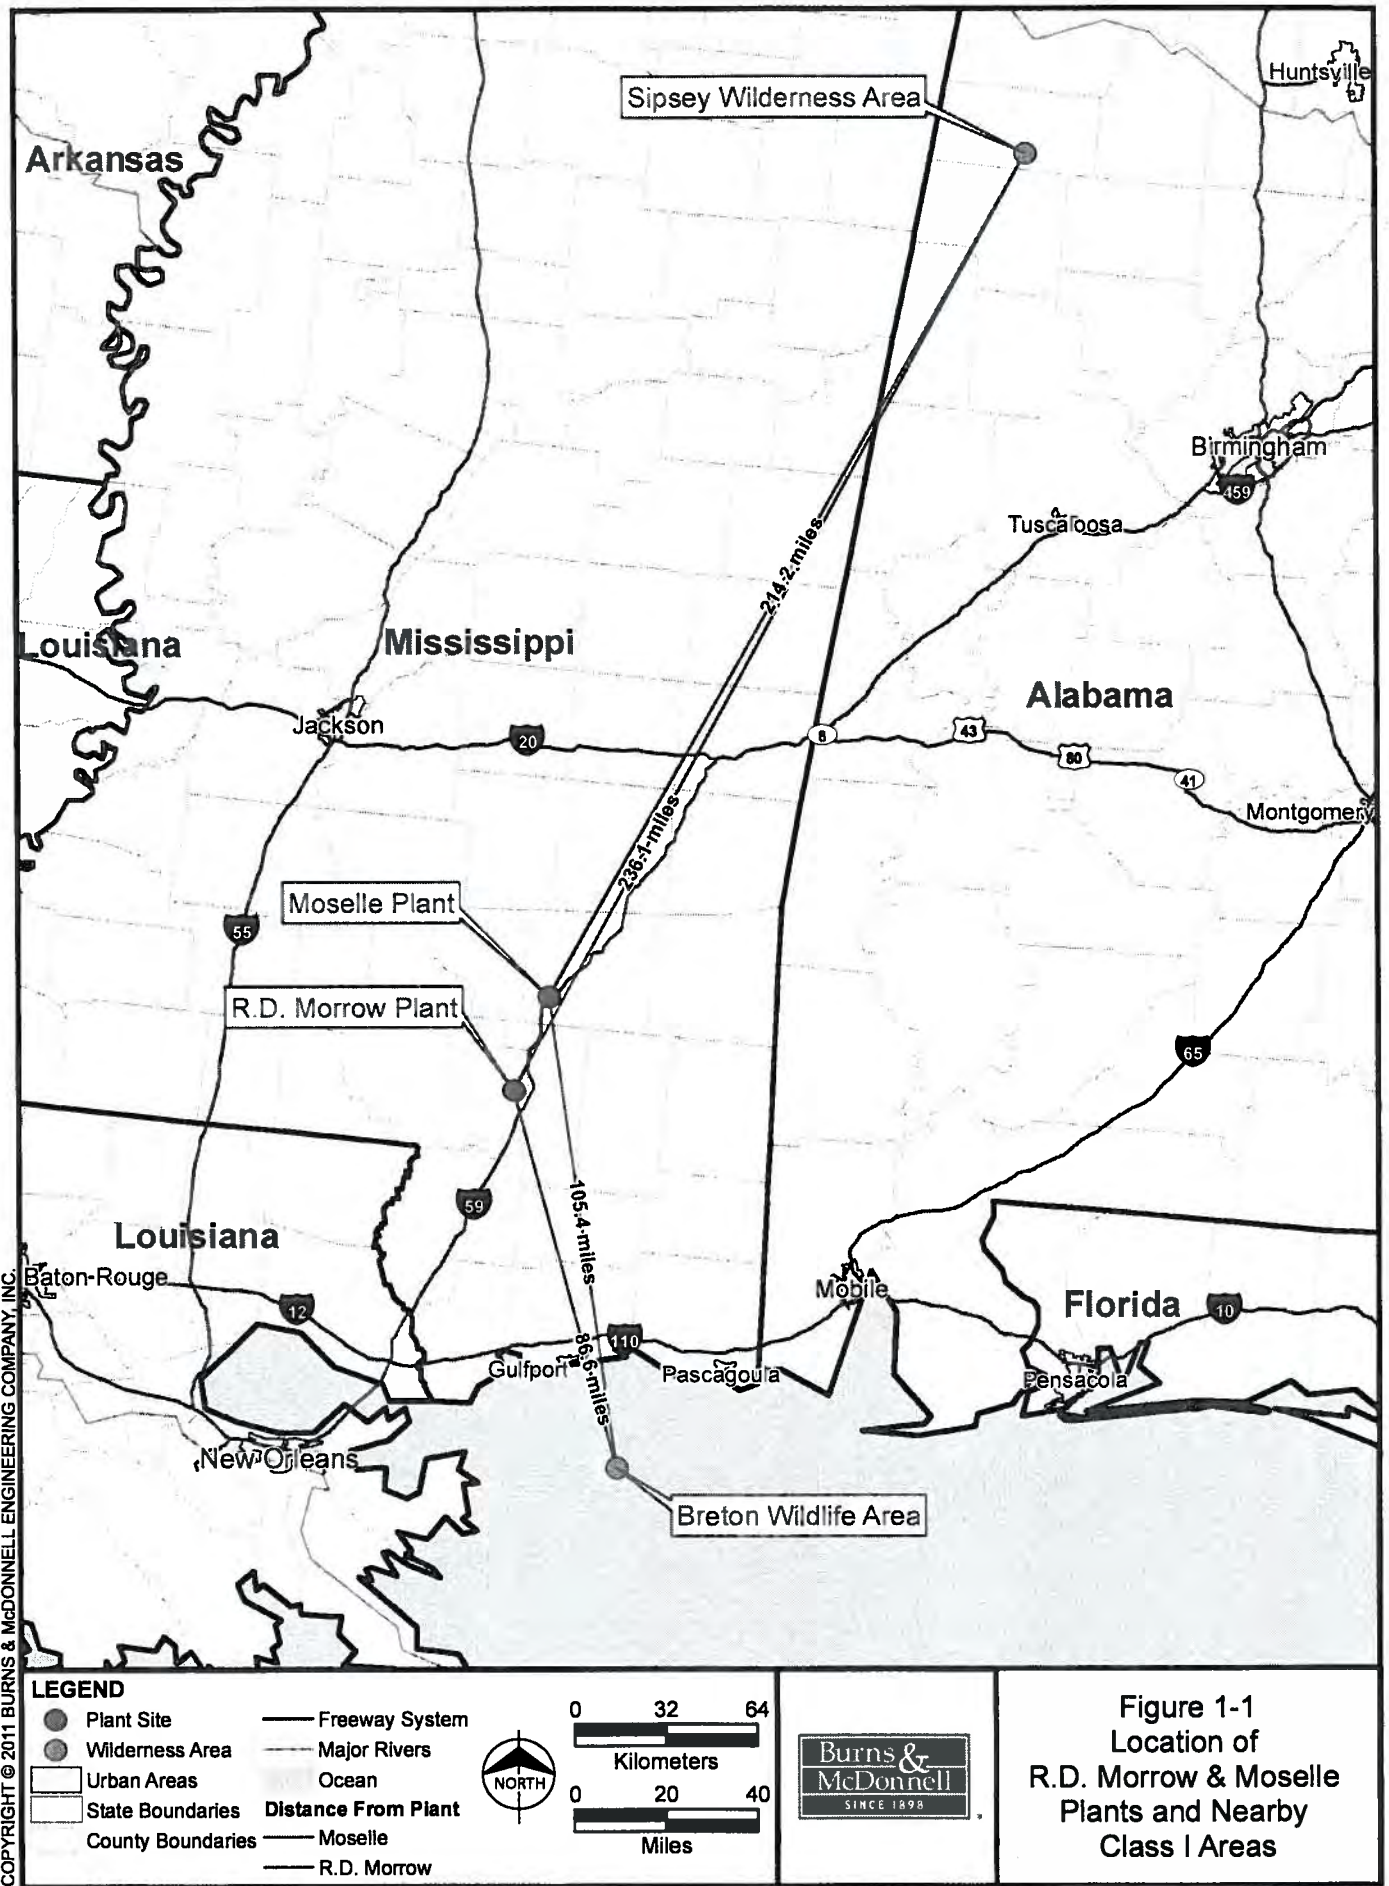 Huntsville
Sipsey Wilderness Area
Arkansas
Birmingham
459
Tuscaloosa
214.2 miles
Louisiana
Mississippi
Alabama
Jackson
20
8
43
80
41
Montgomery
236.1 miles
Moselle Plant
55
R.D. Morrow Plant
65
59
105.4 miles
Louisiana
Baton-Rouge
12
Mobile
Florida
10
110
86.6 miles
Gulfport
Pascagoula
Pensacola
New Orleans
Breton Wildlife Area
COPYRIGHT © 2011 BURNS & McDONNELL ENGINEERING COMPANY, INC.
LEGEND
Plant Site
Wilderness Area
Urban Areas
State Boundaries
County Boundaries
Freeway System
Major Rivers
Ocean
Distance From Plant
Moselle
R.D. Morrow
NORTH
0 32 64
Kilometers
0 20 40
Miles
Burns &
McDonnell
SINCE 1898
Figure 1-1
Location of
R.D. Morrow & Moselle
Plants and Nearby
Class I Areas